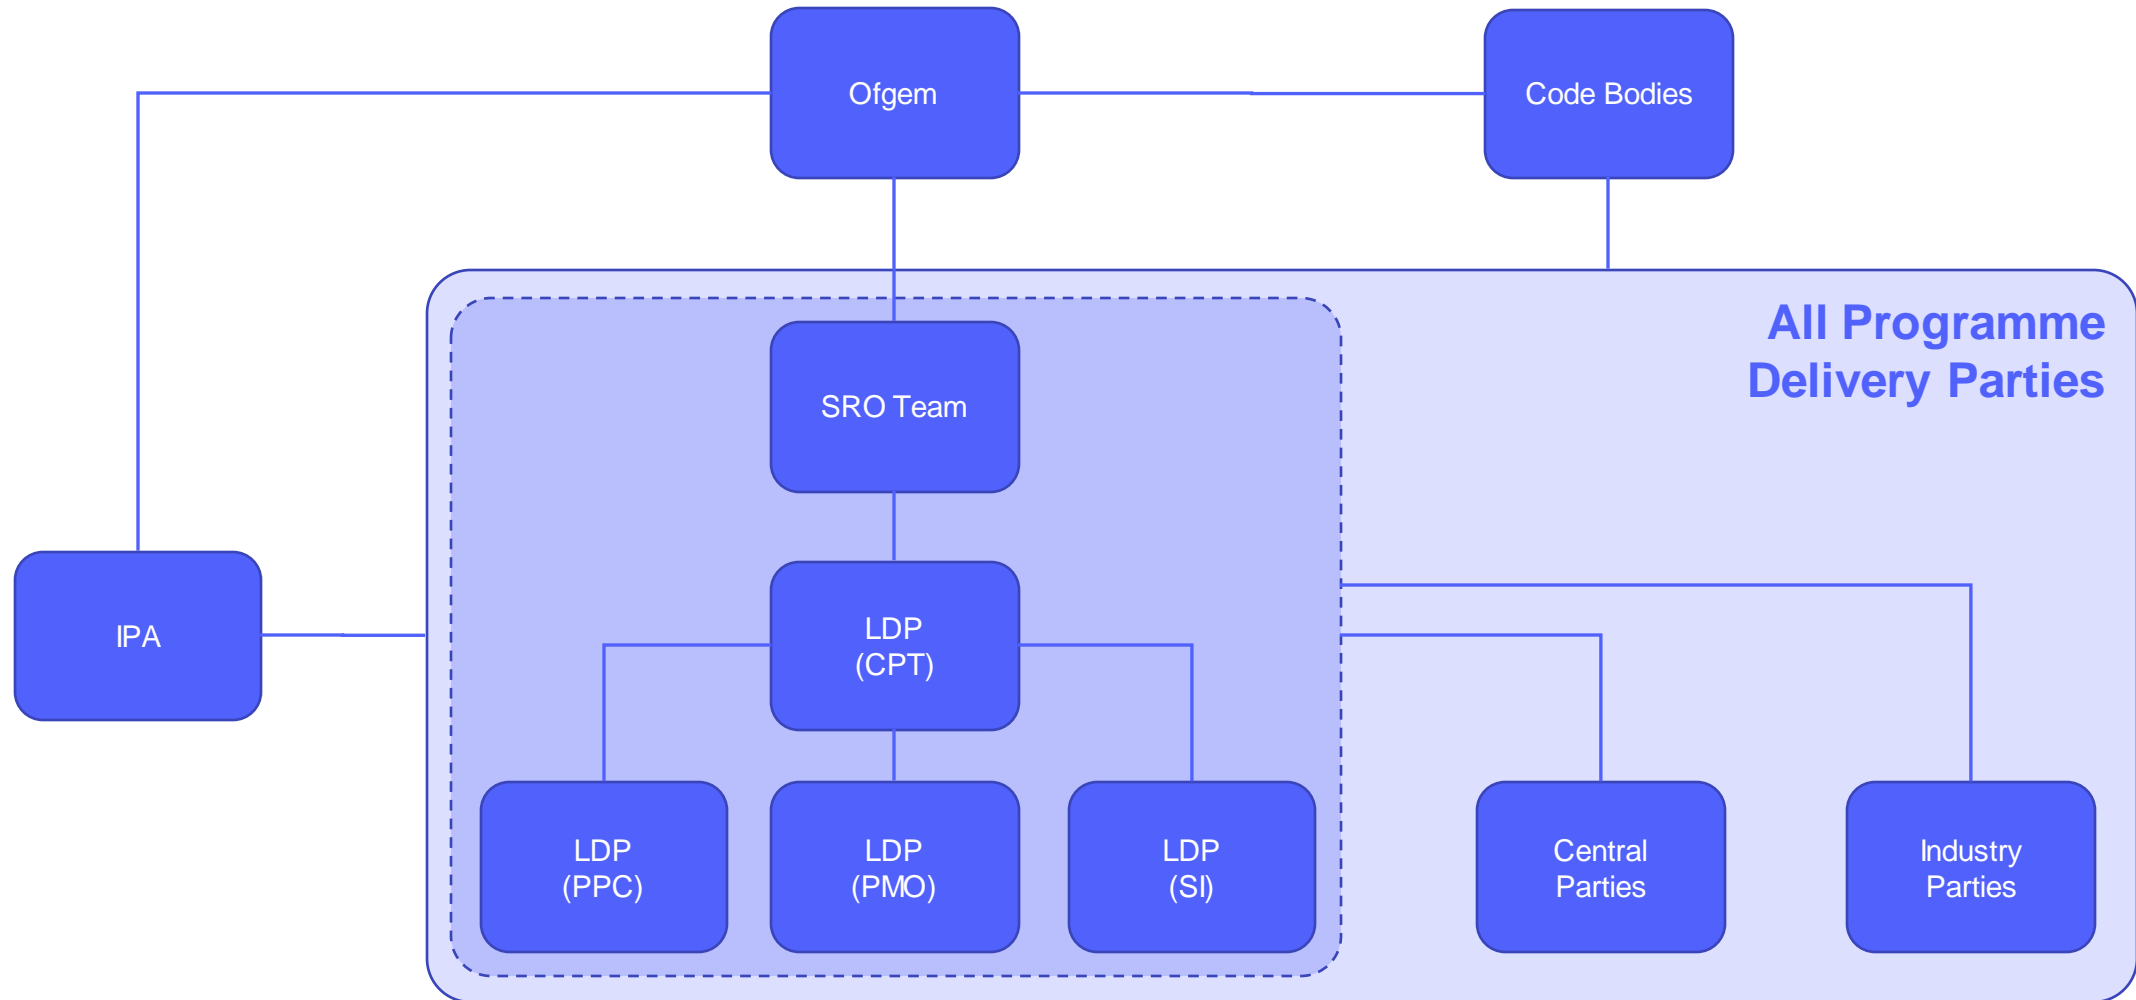 Ofgem
Code Bodies
All Programme
Delivery Parties
SRO Team
IPA
LDP
(CPT)
LDP
(PPC)
LDP
(PMO)
LDP
(SI)
Central
Parties
Industry
Parties